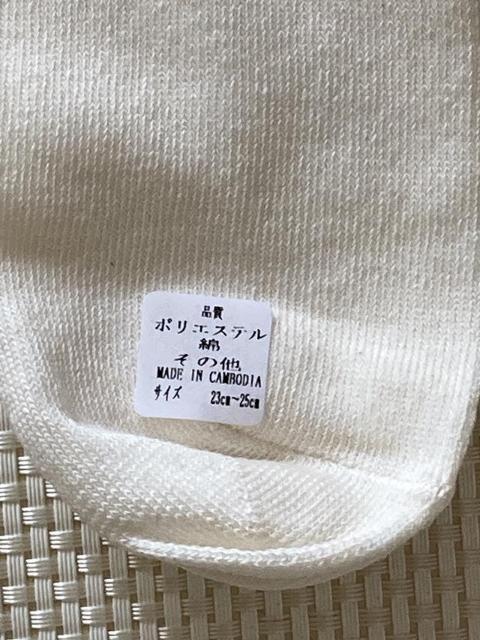 品質
ポリエステル
綿
その他
MADE IN CAMBODIA
サイズ 23cm～25cm